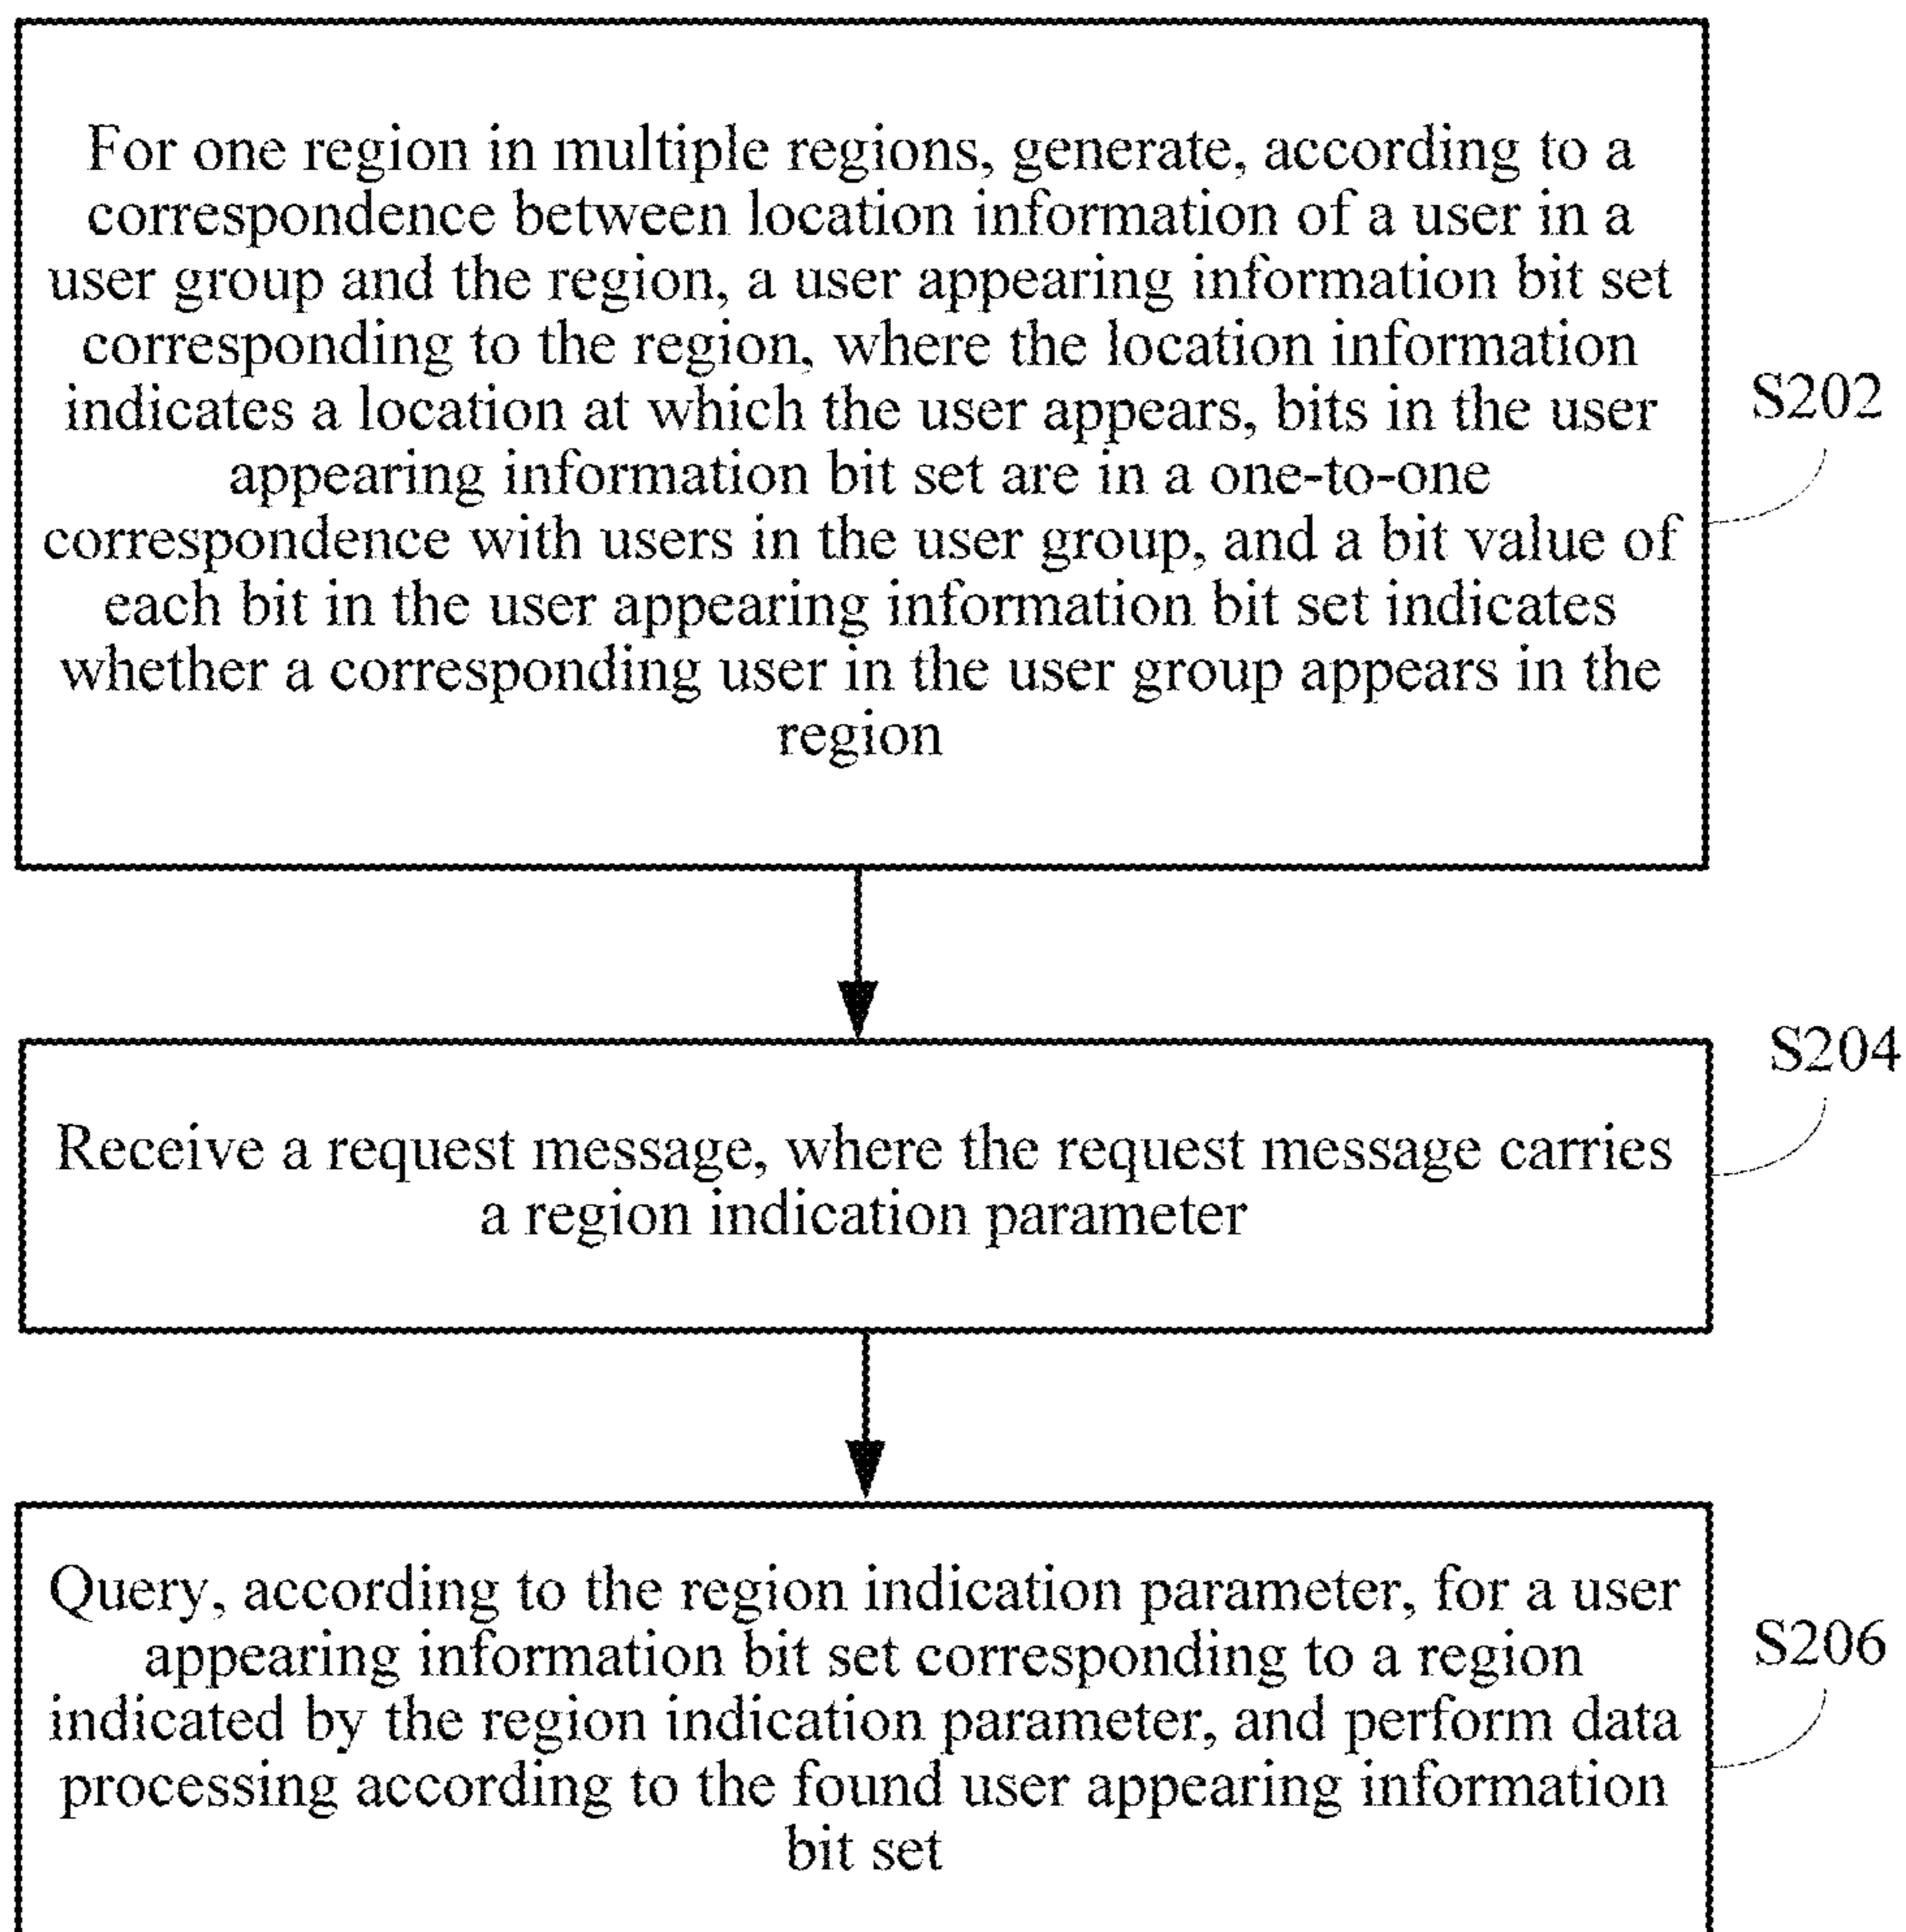 For one region in multiple regions, generate, according to a
correspondence between location information of a user in a
user group and the region, a user appearing information bit set
corresponding to the region, where the location information
indicates a location at which the user appears, bits in the user
appearing information bit set are in a one-to-one
correspondence with users in the user group, and a bit value of
each bit in the user appearing information bit set indicates
whether a corresponding user in the user group appears in the
region
S202
S204
Receive a request message, where the request message carries
a region indication parameter
Query, according to the region indication parameter, for a user
appearing information bit set corresponding to a region
indicated by the region indication parameter, and perform data
processing according to the found user appearing information
bit set
S206